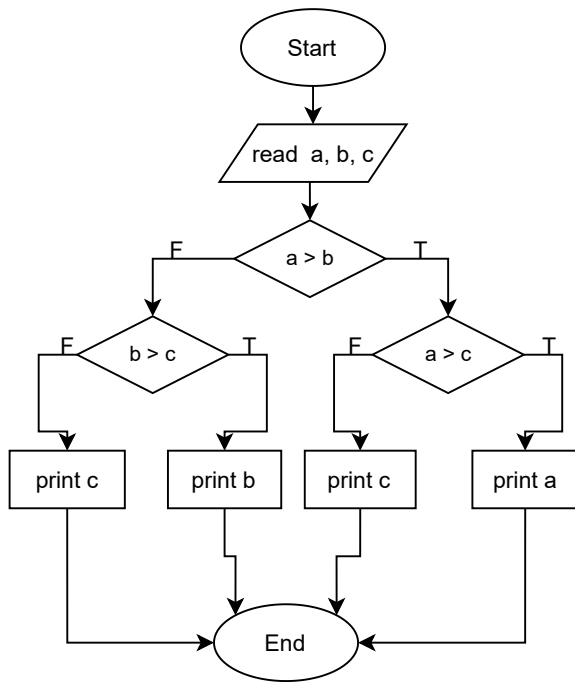 Start
read a, b, c
a > b
F
T
b > c
F
T
a > c
F
T
print c
print b
print c
print a
End